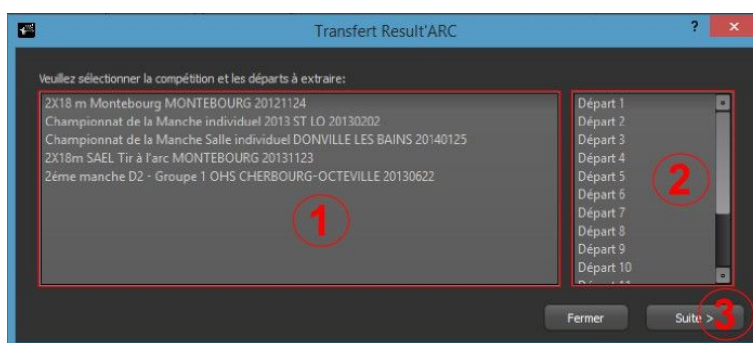 Transfert Result'ARC
?
×
Veuillez sélectionner la compétition et les départs à extraire:
2X18 m Montebourg MONTEBOURG 20121124
Championnat de la Manche individuel 2013 ST LO 20130202
Championnat de la Manche Salle individuel DONVILLE LES BAINS 20140125
2X18m SAEL Tir à l'arc MONTEBOURG 20131123
2éme manche D2 - Groupe 1 OHS CHERBOURG-OCTEVILLE 20130622
1
Départ 1
Départ 2
Départ 3
Départ 4
Départ 5
Départ 6
Départ 7
Départ 8
Départ 9
Départ 10
2
Fermer
Suite >
3